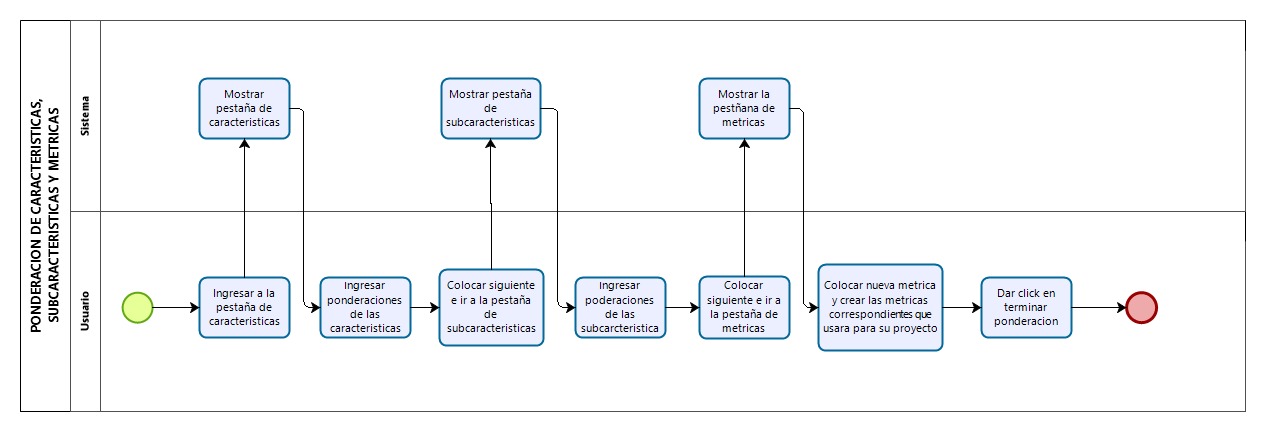 PONDERACION DE CARACTERISTICAS,
SUBCARACTERISTICAS Y METRICAS
Sistema
Mostrar
pestaña de
caracteristicas
Mostrar pestaña
de
subcaracteristicas
Mostrar la
pestñana de
metricas
Usuario
Ingresar a la
pestaña de
caracteristicas
Ingresar
ponderaciones
de las
caracteristicas
Colocar siguiente
e ir a la pestaña
de
subcaracteristicas
Ingresar
poderaciones
de las
subcarcteristica
Colocar
siguiente e ir a
la pestaña de
metricas
Colocar nueva metrica
y crear las metricas
correspondientes que
usara para su proyecto
Dar click en
terminar
ponderacion